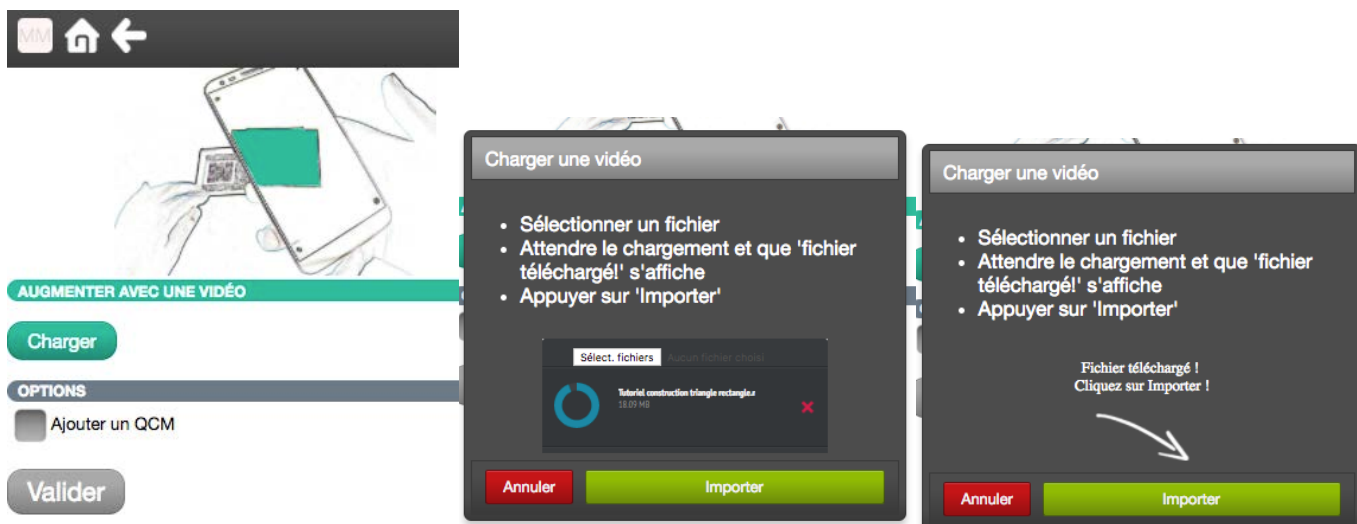 MM
AUGMENTER AVEC UNE VIDÉO
Charger
OPTIONS
Ajouter un QCM
Valider
Charger une vidéo
• Sélectionner un fichier
• Attendre le chargement et que 'fichier
téléchargé!' s'affiche
• Appuyer sur 'Importer'
Sélect. fichiers Aucun fichier choisi
Tutoriel construction triangle rectangle.
18.09 MB
Annuler
Importer
Charger une vidéo
• Sélectionner un fichier
• Attendre le chargement et que 'fichier
téléchargé!' s'affiche
• Appuyer sur 'Importer'
Fichier téléchargé !
Cliquez sur Importer !
Annuler
Importer